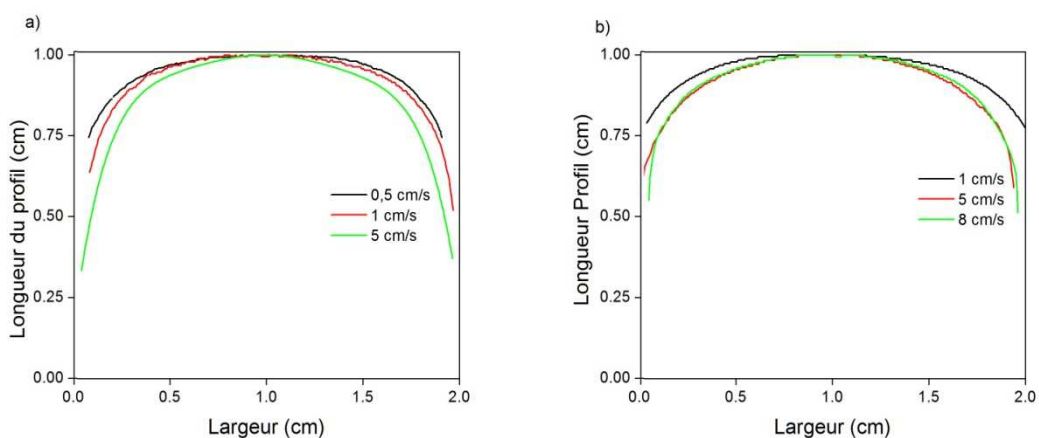 a)
1.00
0.75
0.50
0.25
0.00
Longueur du profil (cm)
0,5 cm/s
1 cm/s
5 cm/s
0.0 0.5 1.0 1.5 2.0
Largeur (cm)
b)
1.00
0.75
0.50
0.25
0.00
Longueur Profil (cm)
1 cm/s
5 cm/s
8 cm/s
0.0 0.5 1.0 1.5 2.0
Largeur (cm)